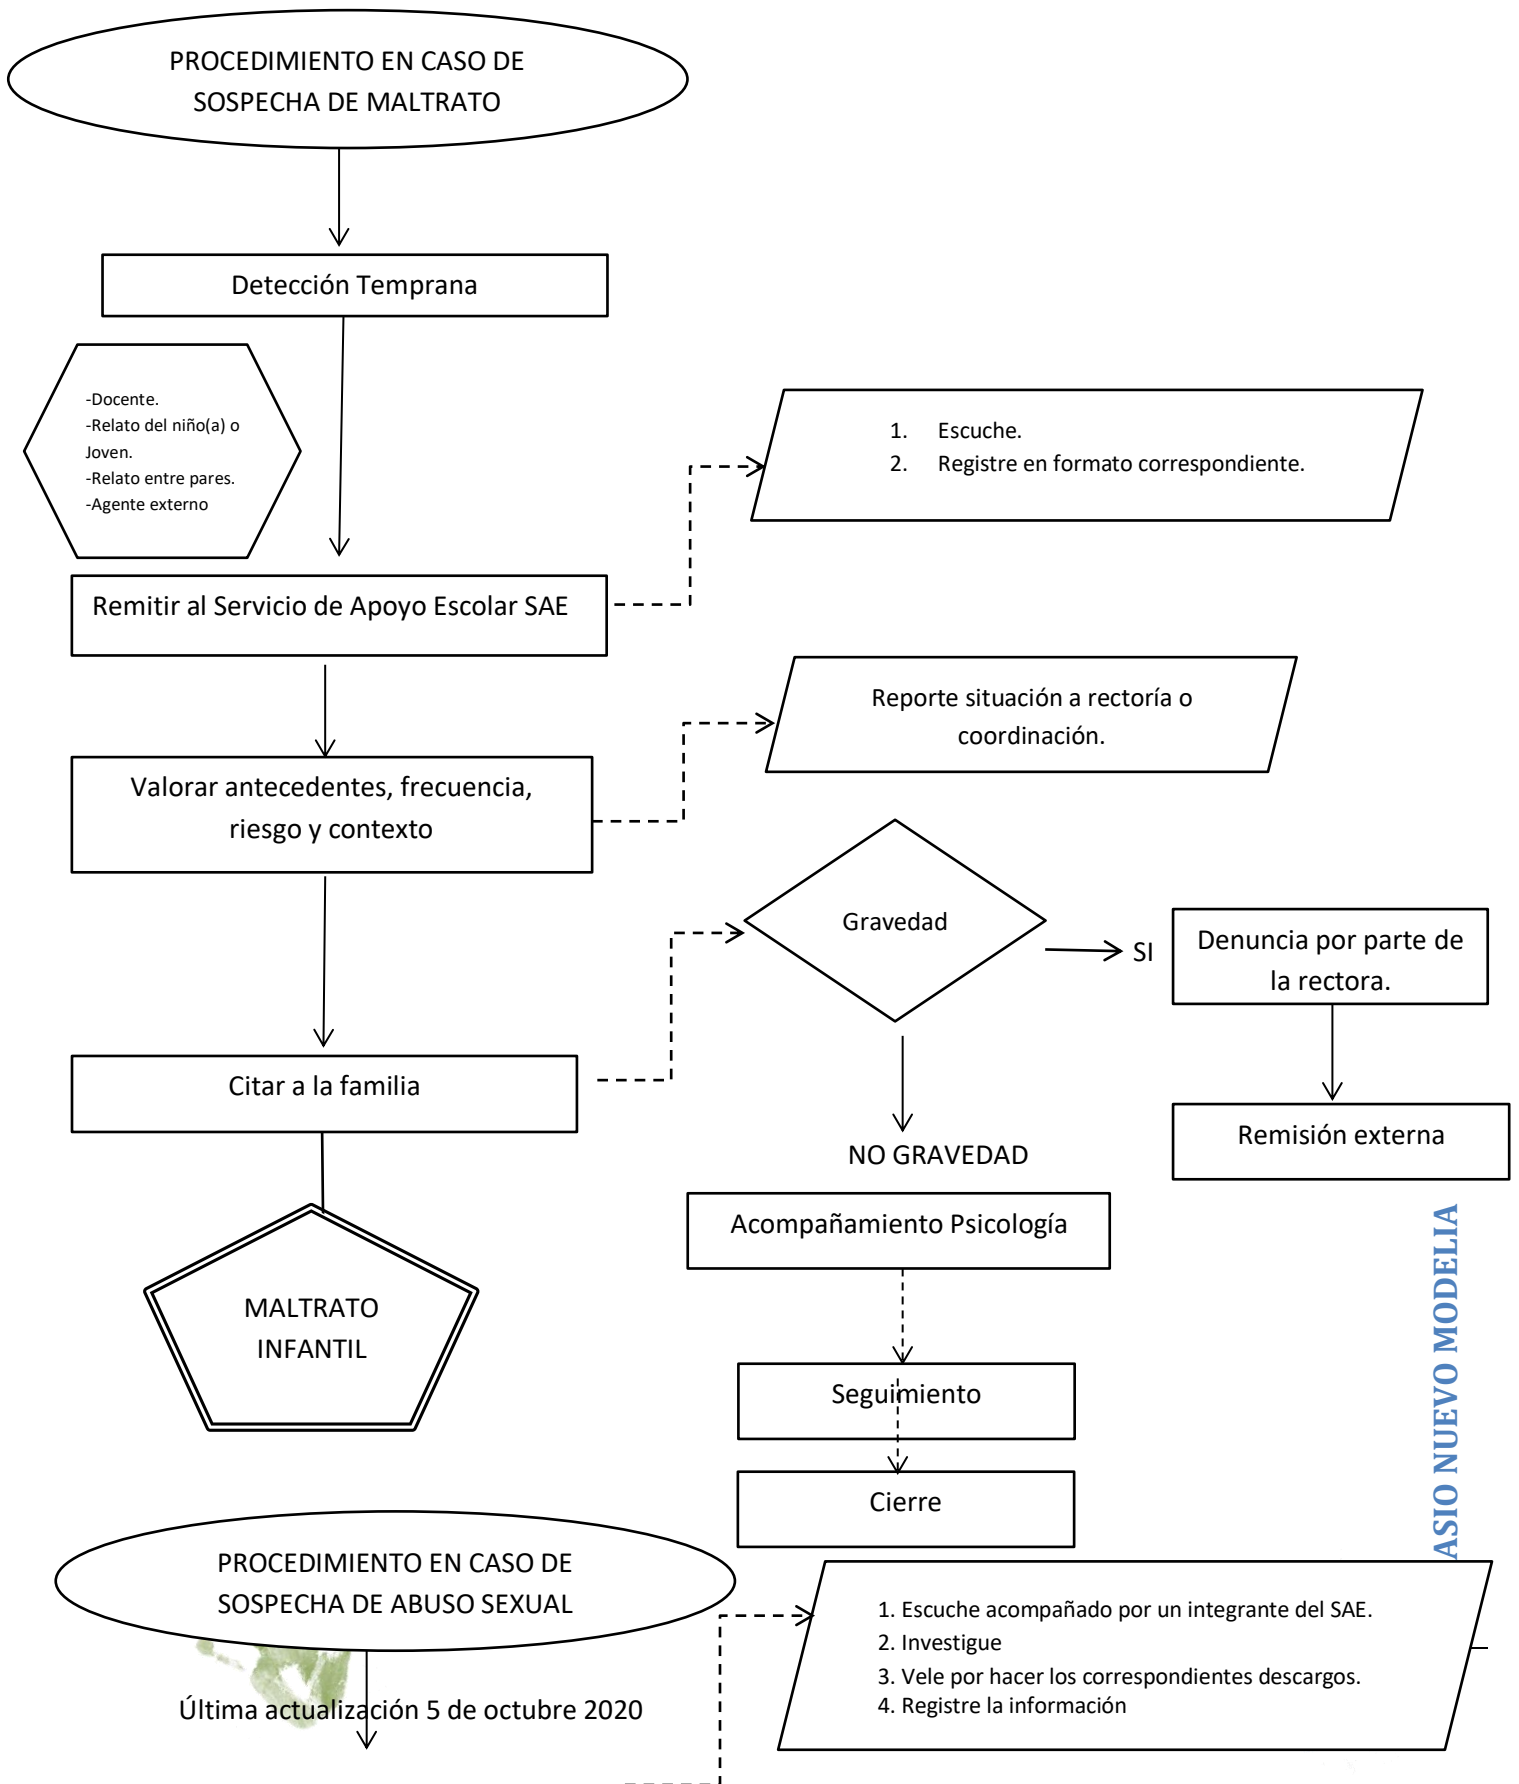 PROCEDIMIENTO EN CASO DE
SOSPECHA DE MALTRATO
Detección Temprana
-Docente.
-Relato del niño(a) o
Joven.
-Relato entre pares.
-Agente externo
1. Escuche.
2. Registre en formato correspondiente.
Remitir al Servicio de Apoyo Escolar SAE
Reporte situación a rectoría o
coordinación.
Valorar antecedentes, frecuencia,
riesgo y contexto
Gravedad
SI
Denuncia por parte de
la rectora.
Citar a la familia
NO GRAVEDAD
Remisión externa
Acompañamiento Psicología
MALTRATO
INFANTIL
Seguimiento
Cierre
ASIO NUEVO MODELIA
PROCEDIMIENTO EN CASO DE
SOSPECHA DE ABUSO SEXUAL
1. Escuche acompañado por un integrante del SAE.
2. Investigue
3. Vele por hacer los correspondientes descargos.
4. Registre la información
Última actualización 5 de octubre 2020